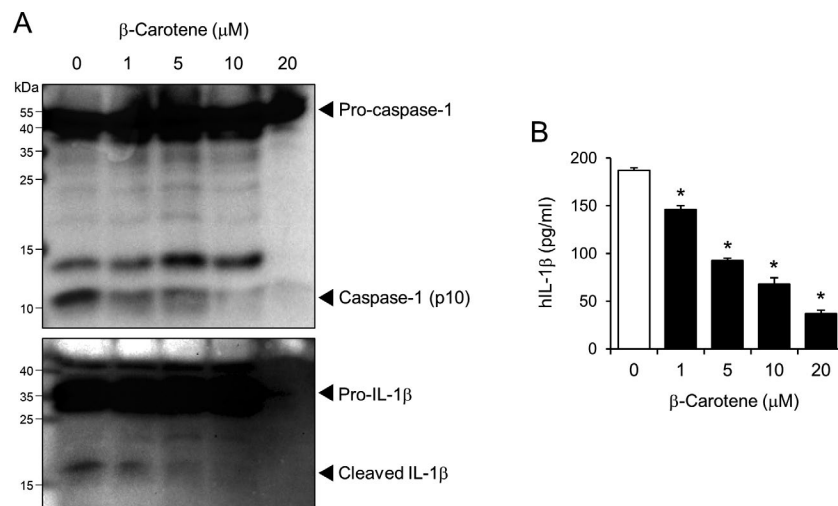 A
β-Carotene (μM)
0 1 5 10 20
kDa
55
40
35
25
15
10
Pro-caspase-1
Caspase-1 (p10)
40
35
25
15
Pro-IL-1β
Cleaved IL-1β
B
hIL-1β (pg/ml)
200
150
100
50
0
* * * *
0 1 5 10 20
β-Carotene (μM)